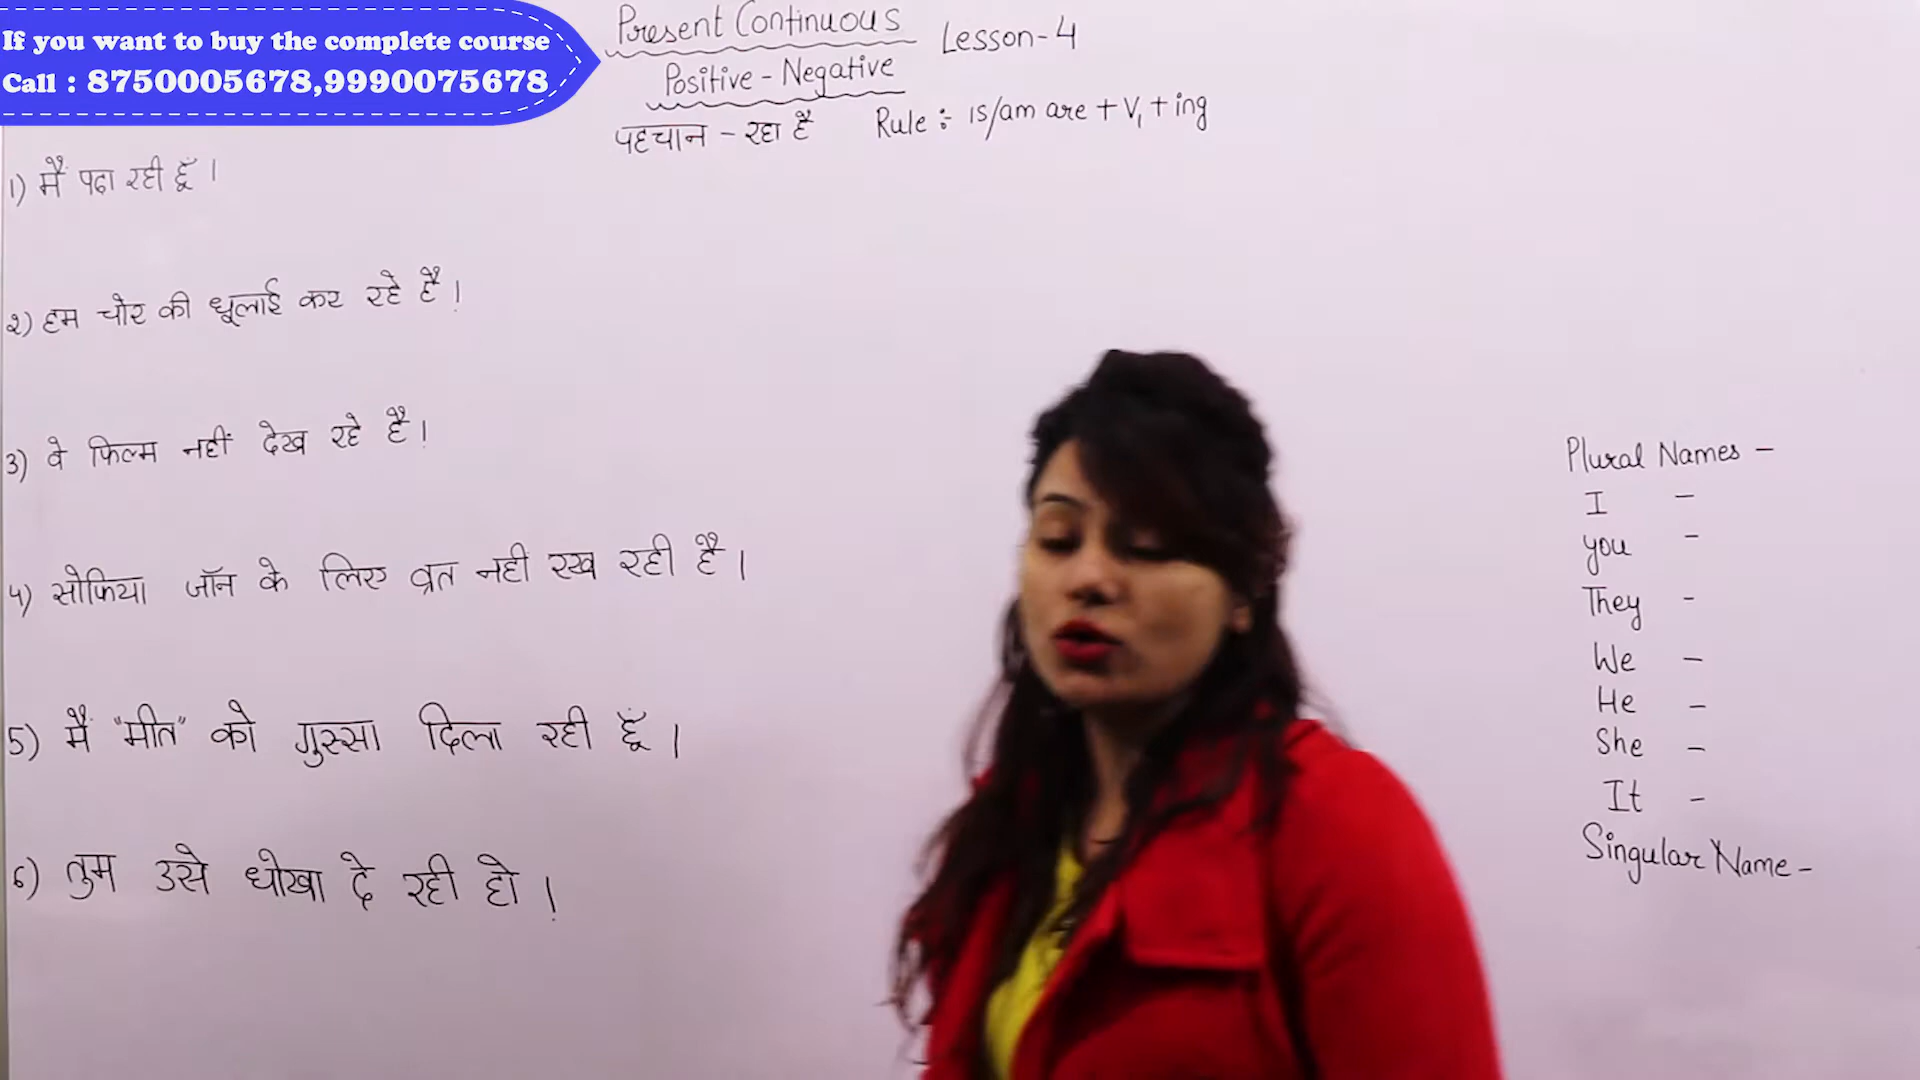 If you want to buy the complete course
Call : 8750005678,9990075678
Present Continuous Lesson-4
Positive - Negative
पहचान - रहा है Rule : is/am are + V1 + ing
1) मैं पढ़ा रही हूँ ।
2) हम चोर की धूलाई कर रहे हैं ।
3) वे फिल्म नहीं देख रहे हैं ।
4) सोफिया जॉन के लिए व्रत नही रख रही है ।
5) मैं "मीत" को गुस्सा दिला रही हूँ ।
6) तुम उसे धोखा दे रही हो ।
Plural Names -
I -
you -
They -
We -
He -
She -
It -
Singular Name -